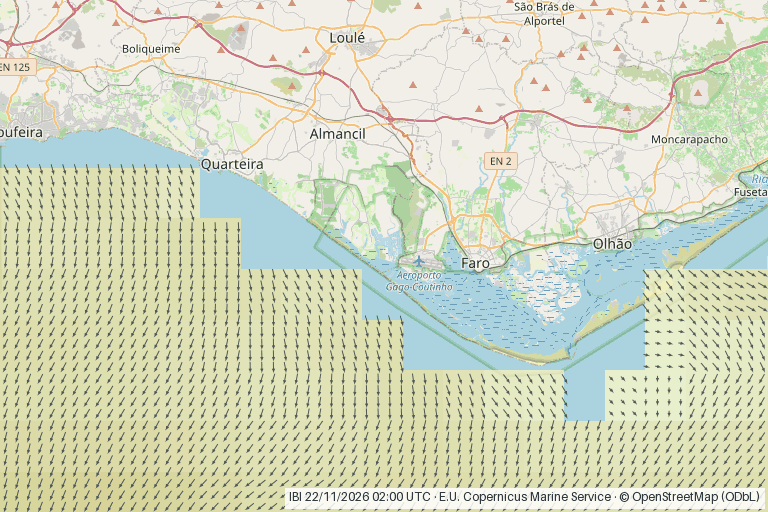 São Brás de
Alportel
Loulé
Boliqueime
EN 125
bufeira
Almancil
EN 2
Moncarapacho
Quarteira
Ria
Fuseta
Olhão
Faro
Aeroporto
Gago-Coutinho
IBI 22/11/2026 02:00 UTC · E.U. Copernicus Marine Service · © OpenStreetMap (ODbL)